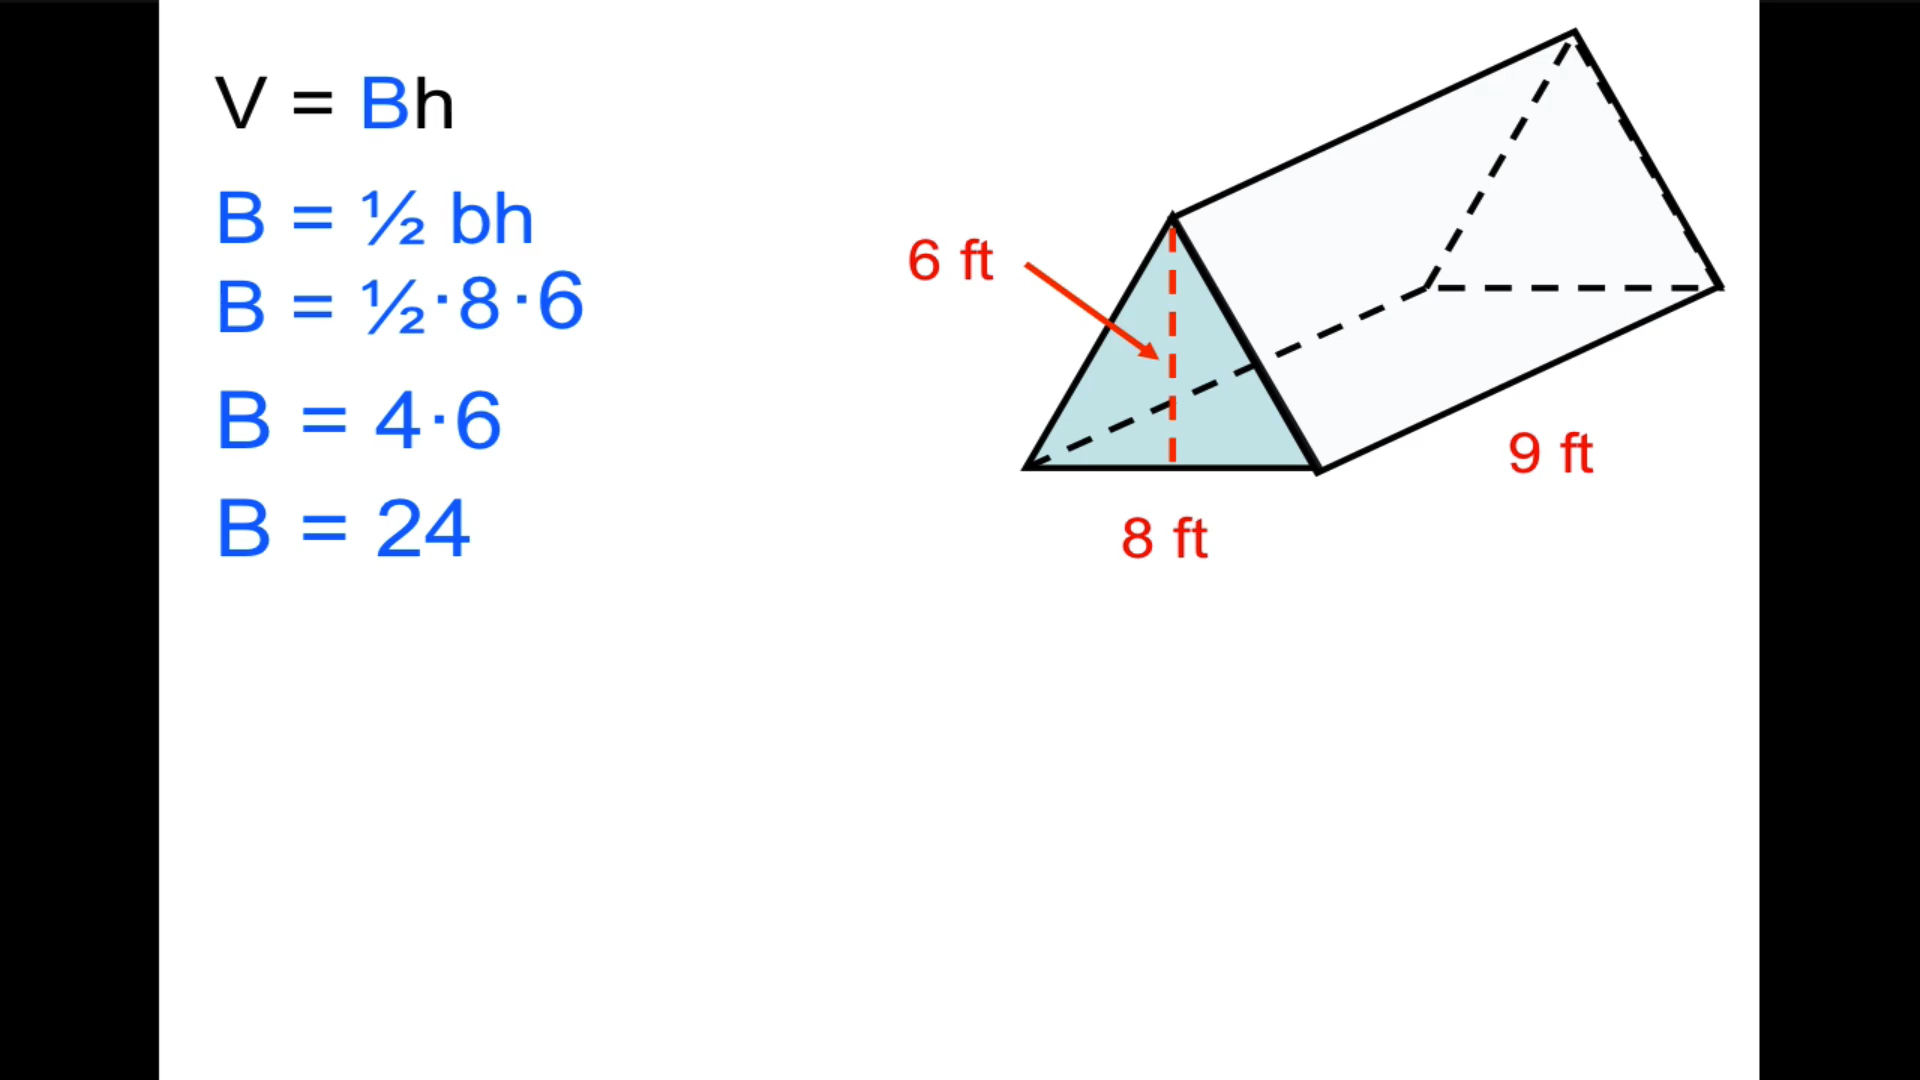 V = Bh
B = ½ bh
B = ½·8·6
B = 4·6
B = 24
6 ft
9 ft
8 ft